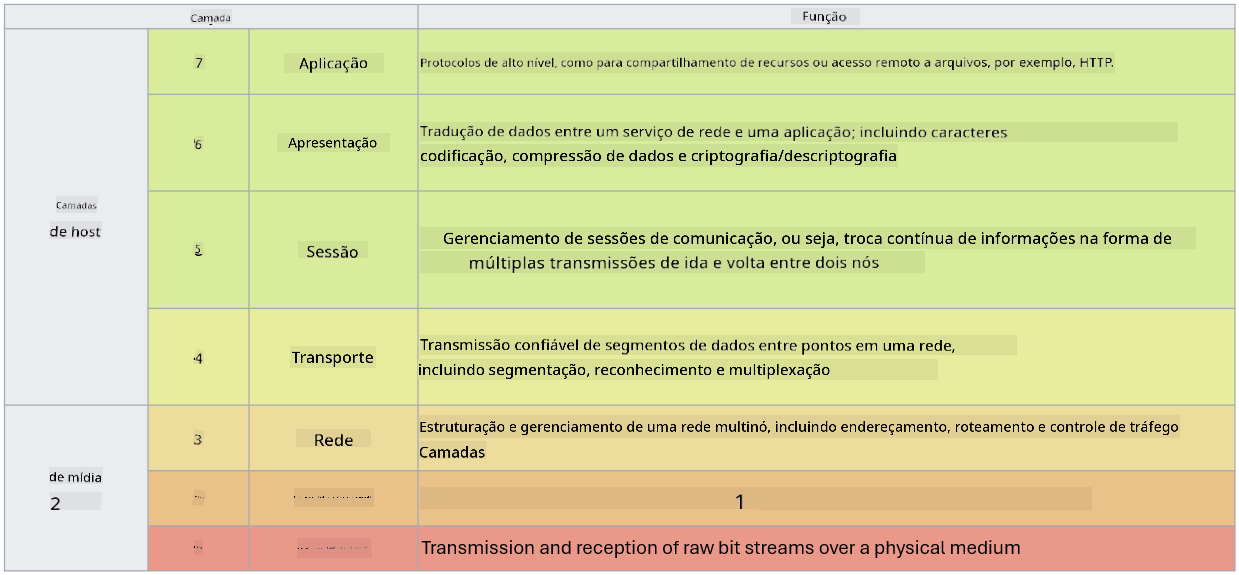 Camada
Função
7
Aplicação
Protocolos de alto nível, como para compartilhamento de recursos ou acesso remoto a arquivos, por exemplo, HTTP.
6
Apresentação
Tradução de dados entre um serviço de rede e uma aplicação; incluindo caracteres
codificação, compressão de dados e criptografia/descriptografia
Camadas
de host
5
Sessão
Gerenciamento de sessões de comunicação, ou seja, troca contínua de informações na forma de
múltiplas transmissões de ida e volta entre dois nós
4
Transporte
Transmissão confiável de segmentos de dados entre pontos em uma rede,
incluindo segmentação, reconhecimento e multiplexação
3
Rede
Estruturação e gerenciamento de uma rede multinó, incluindo endereçamento, roteamento e controle de tráfego
Camadas
de mídia
2
1
Transmission and reception of raw bit streams over a physical medium